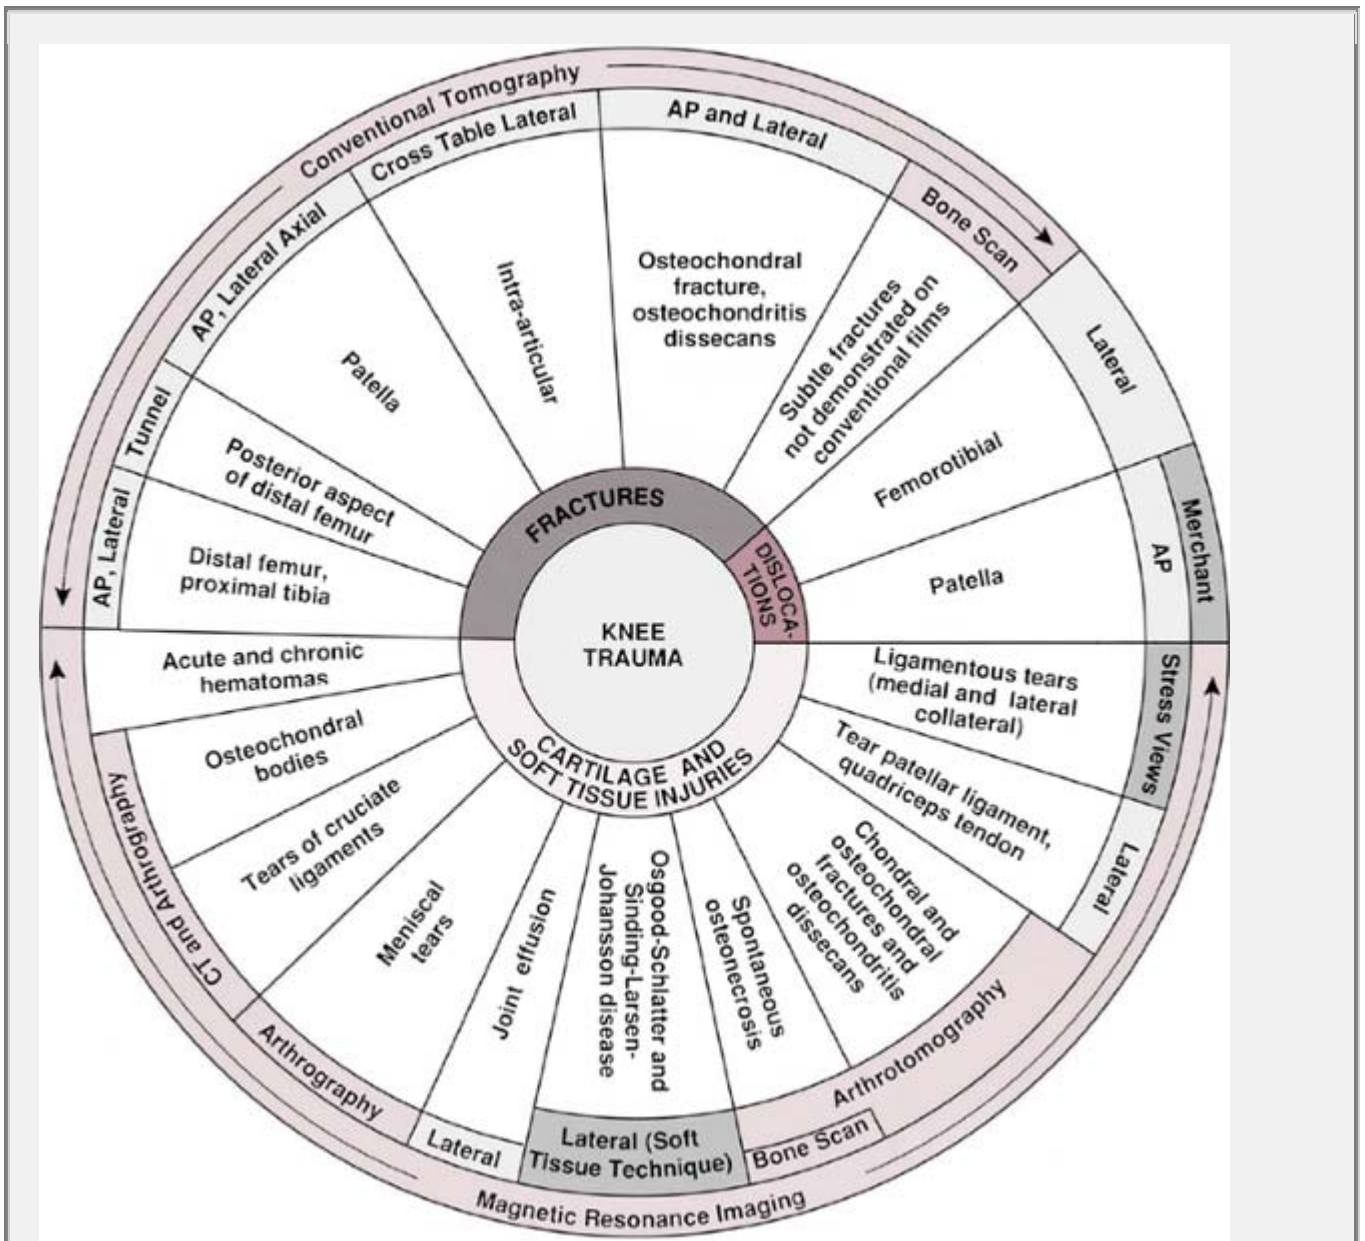 Conventional Tomography
Cross Table Lateral
AP and Lateral
Bone Scan
AP, Lateral Axial
Tunnel
AP, Lateral
Lateral
Merchant
AP
Osteochondral
fracture,
osteochondritis
dissecans
Subtle fractures
not demonstrated on
conventional films
Intra-articular
Patella
Posterior aspect
of distal femur
Distal femur,
proximal tibia
Femorotibial
Patella
FRACTURES
DISLOCA-
TIONS
KNEE
TRAUMA
CARTILAGE AND
SOFT TISSUE INJURIES
Acute and chronic
hematomas
Osteochondral
bodies
Tears of cruciate
ligaments
Meniscal
tears
Joint effusion
Osgood-Schlatter and
Sinding-Larsen-
Johansson disease
Spontaneous
osteonecrosis
Chondral and
osteochondral
fractures and
osteochondritis
dissecans
Tear patellar ligament,
quadriceps tendon
Ligamentous tears
(medial and lateral
collateral)
Stress Views
Lateral
CT and Arthrography
Arthrography
Lateral
Lateral (Soft
Tissue Technique)
Bone Scan
Arthrotomography
Magnetic Resonance Imaging